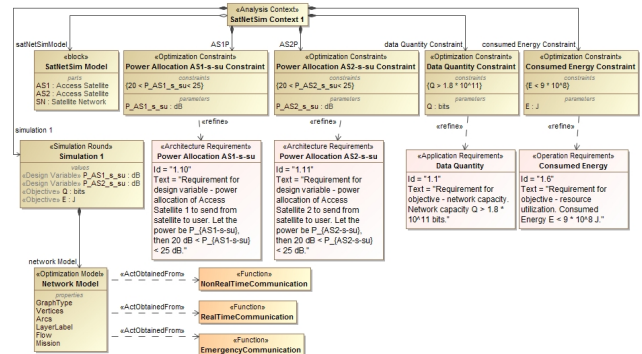 «Analysis Context»
SatNetSim Context 1
satNetSimModel
AS1P
AS2P
data Quantity Constraint
consumed Energy Constraint
«block»
SatNetSim Model
parts
AS1 : Access Satellite
AS2 : Access Satellite
SN : Satellite Network
«Optimization Constraint»
Power Allocation AS1-s-su Constraint
constraints
{20 < P_AS1_s_su< 25}
parameters
P_AS1_s_su : dB
«Optimization Constraint»
Power Allocation AS2-s-su Constraint
constraints
{20 < P_AS2_s_su< 25}
parameters
P_AS2_s_su : dB
«Optimization Constraint»
Data Quantity Constraint
constraints
{Q > 1.8 * 10^11}
parameters
Q : bits
«Optimization Constraint»
Consumed Energy Constraint
constraints
{E < 9 * 10^8}
parameters
E : J
«refine»
«refine»
«refine»
«refine»
simulation 1
«Simulation Round»
Simulation 1
values
«Design Variable» P_AS1_s_su : dB
«Design Variable» P_AS2_s_su : dB
«Objective» Q : bits
«Objective» E : J
«Architecture Requirement»
Power Allocation AS1-s-su
Id = "1.10"
Text = "Requirement for
design variable - power
allocation of Access
Satellite 1 to send from
satellite to user. Let the
power be P_{AS1-s-su},
then 20 dB < P_{AS1-s-su}
< 25 dB."
«Architecture Requirement»
Power Allocation AS2-s-su
Id = "1.11"
Text = "Requirement for
design variable - power
allocation of Access
Satellite 2 to send from
satellite to user. Let the
power be P_{AS2-s-su},
then 20 dB < P_{AS2-s-su}
< 25 dB."
«Application Requirement»
Data Quantity
Id = "1.1"
Text = "Requirement for
objective - network capacity.
Network capacity Q > 1.8 *
10^11 bits."
«Operation Requirement»
Consumed Energy
Id = "1.6"
Text = "Requirement for
objective - resource
utilization. Consumed
Energy E < 9 * 10^8 J."
network Model
«Optimization Model»
Network Model
properties
GraphType
Vertices
Arcs
LayerLabel
Flow
Mission
«ActObtainedFrom»
«Function»
NonRealTimeCommunication
«ActObtainedFrom»
«Function»
RealTimeCommunication
«ActObtainedFrom»
«Function»
EmergencyCommunication